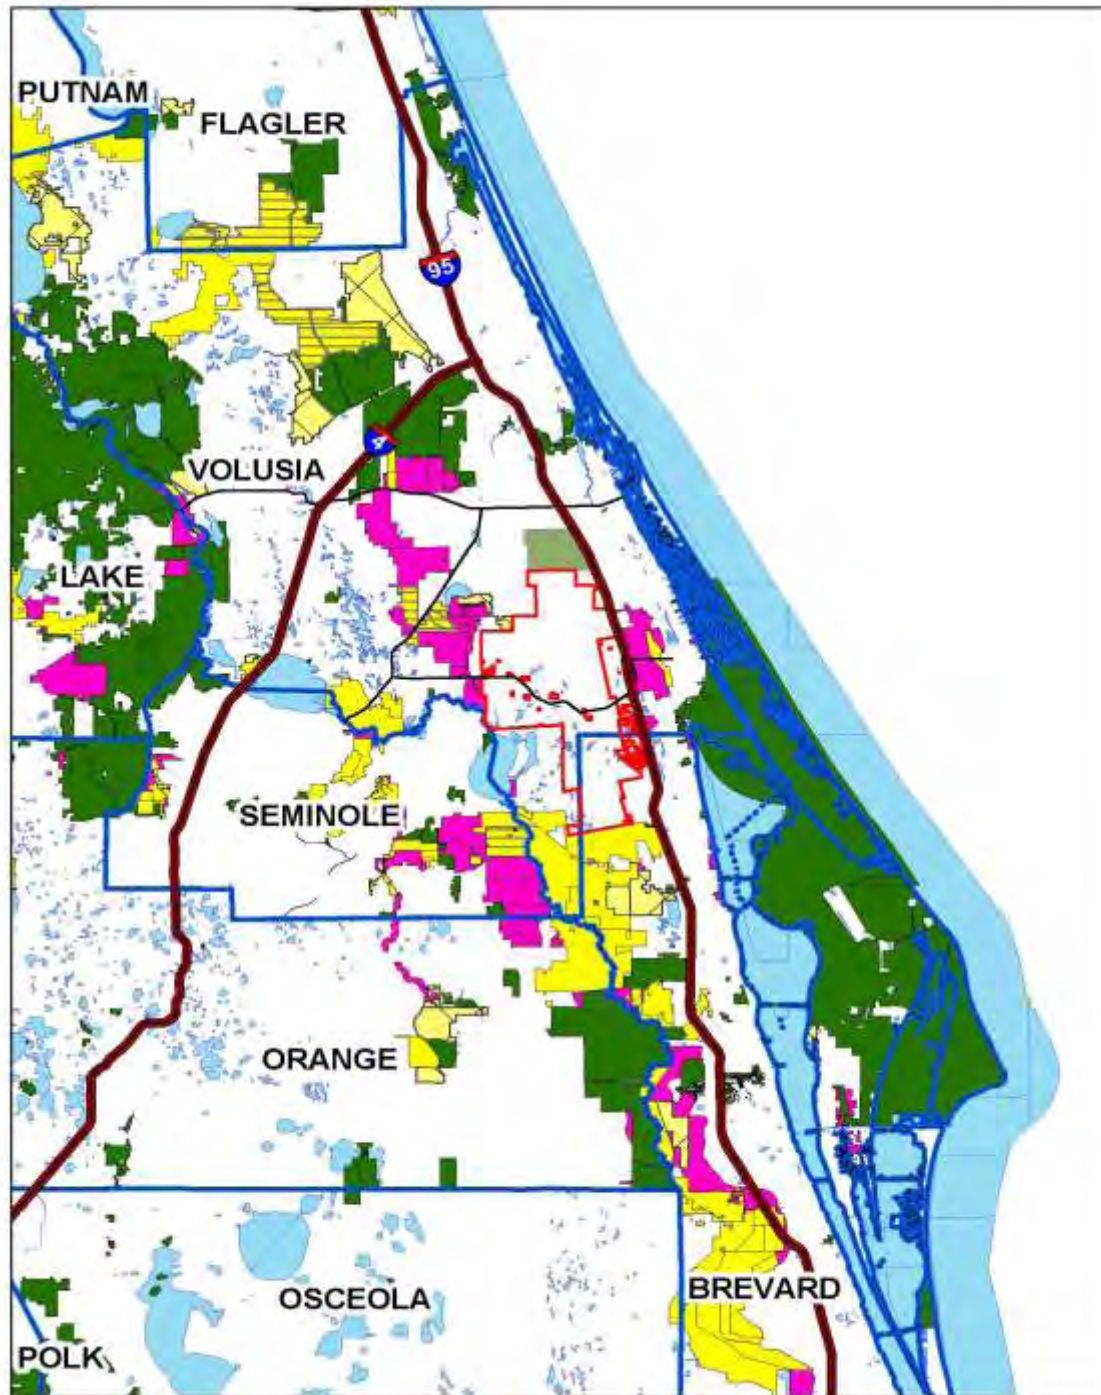 PUTNAM
FLAGLER
95
4
VOLUSIA
LAKE
SEMINOLE
ORANGE
OSCEOLA
BREVARD
POLK